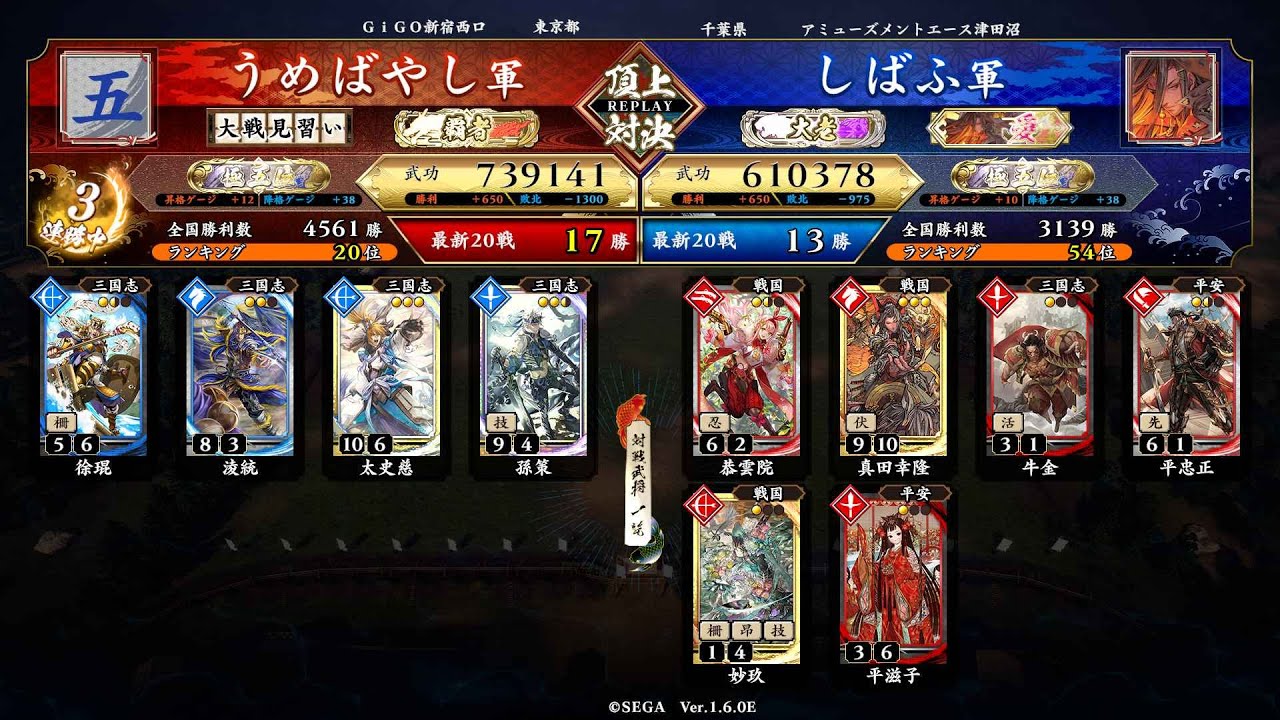 GiGO新宿西口 東京都 千葉県 アミューズメントエース津田沼
五 うめばやし軍 頂上 REPLAY 対決 しばふ軍
大戦見習い 覇者 大老 愛
武功 739141 武功 610378
昇格ゲージ +12 降格ゲージ +38 勝利 +650 敗北 -1300 勝利 +650 敗北 -975 昇格ゲージ +10 降格ゲージ +38
3 連勝中 全国勝利数 4561勝 最新20戦 17勝 最新20戦 13勝 全国勝利数 3139勝
ランキング 20位 ランキング 54位
三国志 三国志 三国志 三国志 戦国 戦国 三国志 平安
柵 技 忍 伏 活 先
5 6 8 3 10 6 9 4 6 2 9 10 3 1 6 1
徐琨 凌統 太史慈 孫策 恭雲院 真田幸隆 牛金 平忠正
対戦武将一覧
戦国 平安
柵 昂 技
1 4 3 6
妙玖 平滋子
©SEGA Ver.1.6.0E